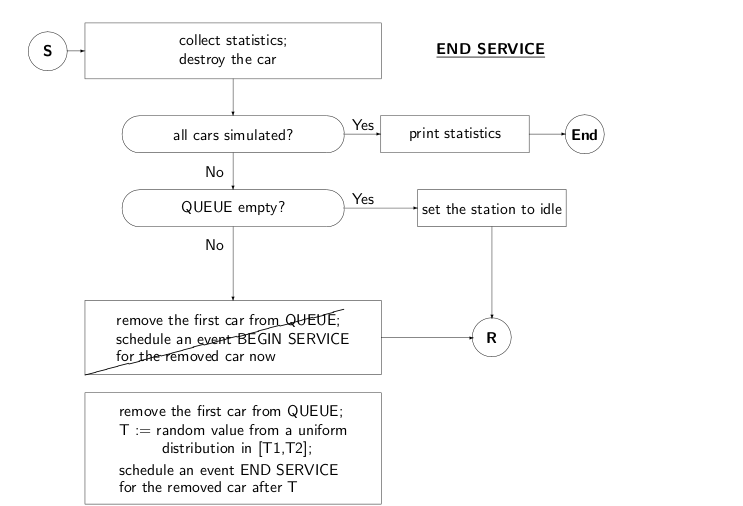 S
collect statistics;
destroy the car
END SERVICE
all cars simulated?
Yes
print statistics
End
No
QUEUE empty?
Yes
set the station to idle
No
remove the first car from QUEUE;
schedule an event BEGIN SERVICE
for the removed car now
R
remove the first car from QUEUE;
T := random value from a uniform
distribution in [T1,T2];
schedule an event END SERVICE
for the removed car after T